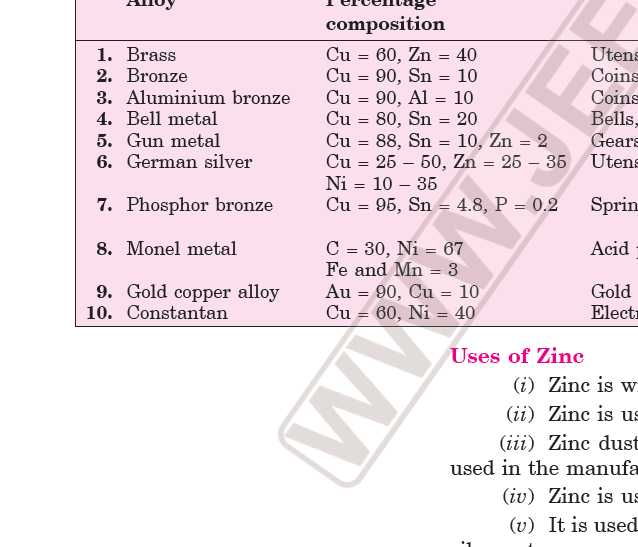 Alloy Percentage
composition
1. Brass Cu = 60, Zn = 40 Utens
2. Bronze Cu = 90, Sn = 10 Coins
3. Aluminium bronze Cu = 90, Al = 10 Coins
4. Bell metal Cu = 80, Sn = 20 Bells,
5. Gun metal Cu = 88, Sn = 10, Zn = 2 Gears
6. German silver Cu = 25 – 50, Zn = 25 – 35 Utens
Ni = 10 – 35
7. Phosphor bronze Cu = 95, Sn = 4.8, P = 0.2 Sprin
8. Monel metal C = 30, Ni = 67 Acid p
Fe and Mn = 3
9. Gold copper alloy Au = 90, Cu = 10 Gold
10. Constantan Cu = 60, Ni = 40 Electr
Uses of Zinc
(i) Zinc is w
(ii) Zinc is us
(iii) Zinc dust
used in the manufa
(iv) Zinc is us
(v) It is used
WWW.JEE